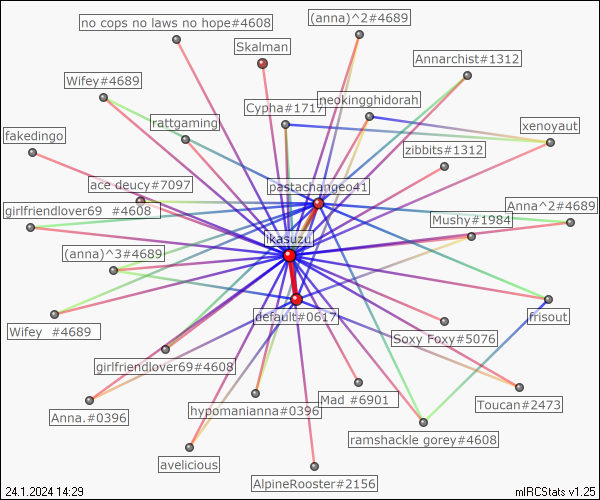 no cops no laws no hope#4608
(anna)^2#4689
Skalman
Annarchist#1312
Wifey#4689
Cypha#1717
neokingghidorah
rattgaming
xenoyaut
fakedingo
zibbits#1312
ace deucy#7097
pastachangeo41
girlfriendlover69  #4608
Anna^2#4689
Mushy#1984
ikasuzu
(anna)^3#4689
default#0617
frisout
Wifey  #4689
Soxy Foxy#5076
girlfriendlover69#4608
Mad #6901
Toucan#2473
Anna.#0396
hypomanianna#0396
ramshackle gorey#4608
avelicious
AlpineRooster#2156
24.1.2024 14:29
mIRCStats v1.25